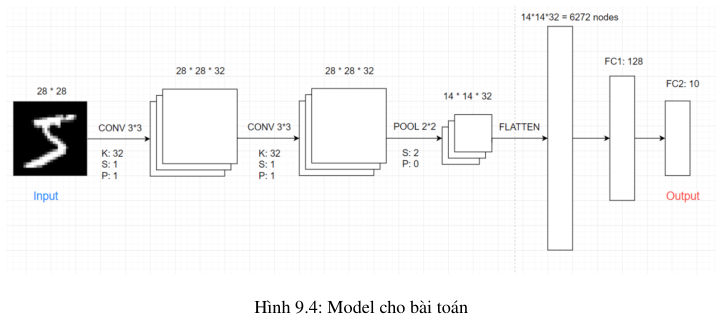 14*14*32 = 6272 nodes
28 * 28
28 * 28 * 32
28 * 28 * 32
14 * 14 * 32
FC1: 128
FC2: 10
CONV 3*3
K: 32
S: 1
P: 1
CONV 3*3
K: 32
S: 1
P: 1
POOL 2*2
S: 2
P: 0
FLATTEN
Input
Output
Hình 9.4: Model cho bài toán